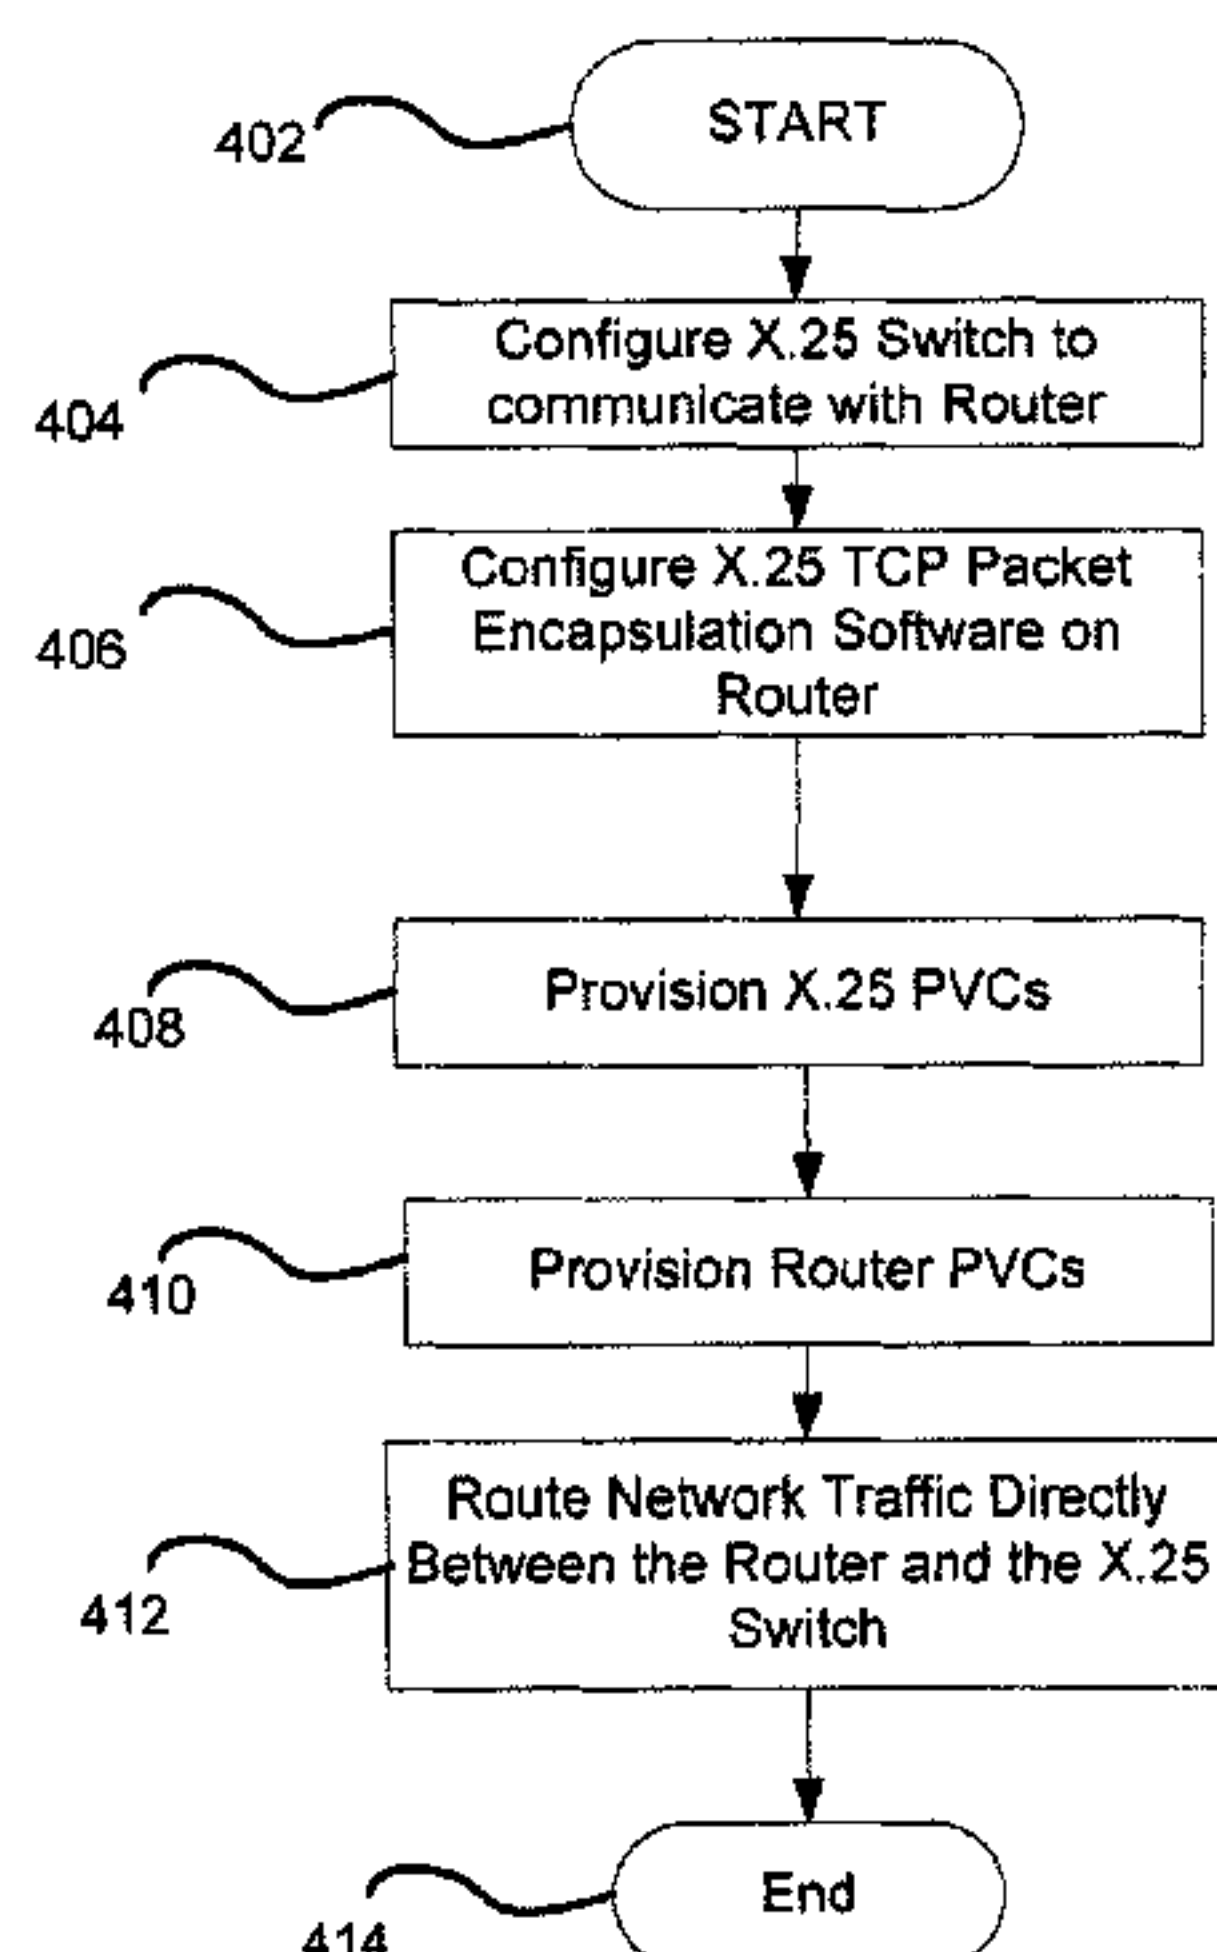 START
402
Configure X.25 Switch to
communicate with Router
404
Configure X.25 TCP Packet
Encapsulation Software on
Router
406
Provision X.25 PVCs
408
Provision Router PVCs
410
Route Network Traffic Directly
Between the Router and the X.25
Switch
412
End
414